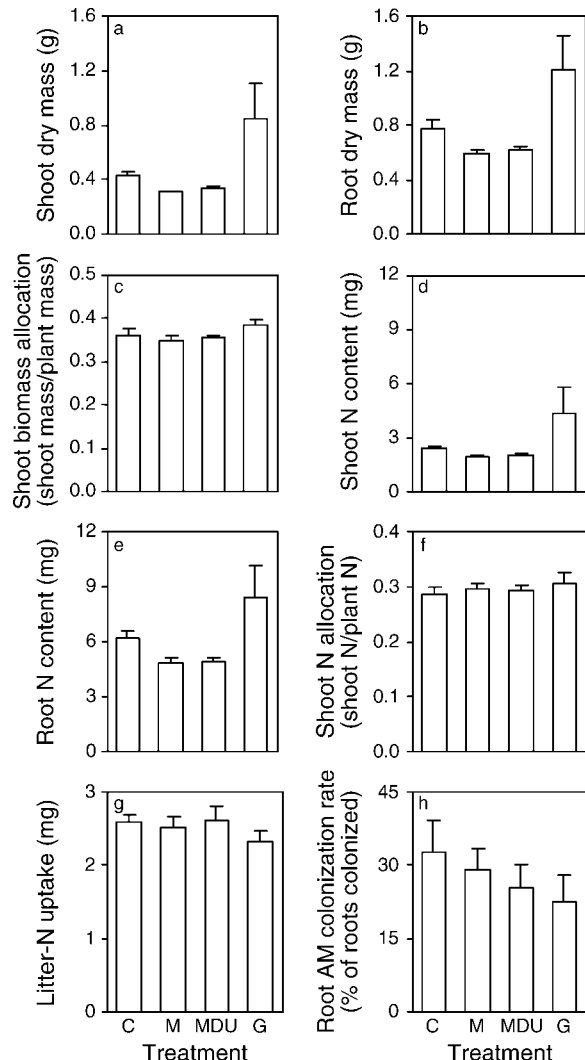 a
Shoot dry mass (g)
1.6
1.2
0.8
0.4
0.0
b
Root dry mass (g)
1.6
1.2
0.8
0.4
0.0
c
Shoot biomass allocation
(shoot mass/plant mass)
0.5
0.4
0.3
0.1
0.0
d
Shoot N content (mg)
12
9
6
3
0
e
Root N content (mg)
12
9
6
3
0
f
Shoot N allocation
(shoot N/plant N)
0.4
0.3
0.2
0.1
0.0
g
Litter-N uptake (mg)
3
2
1
0
C M MDU G
Treatment
h
Root AM colonization rate
(% of roots colonized)
45
30
15
0
C M MDU G
Treatment